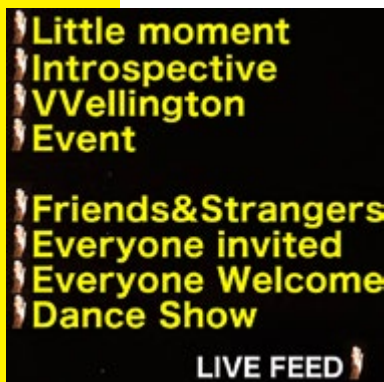 Little moment
Introspective
VVellington
Event
Friends&Strangers
Everyone invited
Everyone Welcome
Dance Show
LIVE FEED